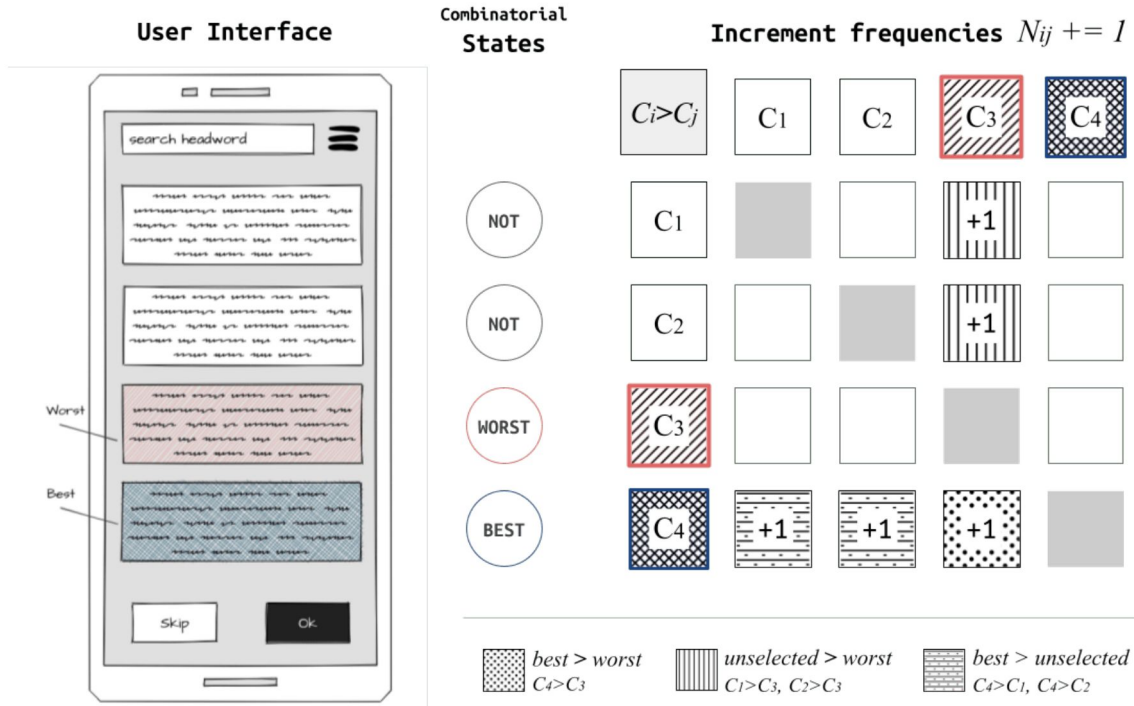 User Interface
Combinatorial
States
Increment frequencies Nij += 1
search headword
Worst
Best
Skip
Ok
NOT
NOT
WORST
BEST
Ci>Cj C1 C2 C3 C4
C1 +1
C2 +1
C3
C4 +1 +1 +1
best > worst
C4>C3
unselected > worst
C1>C3, C2>C3
best > unselected
C4>C1, C4>C2